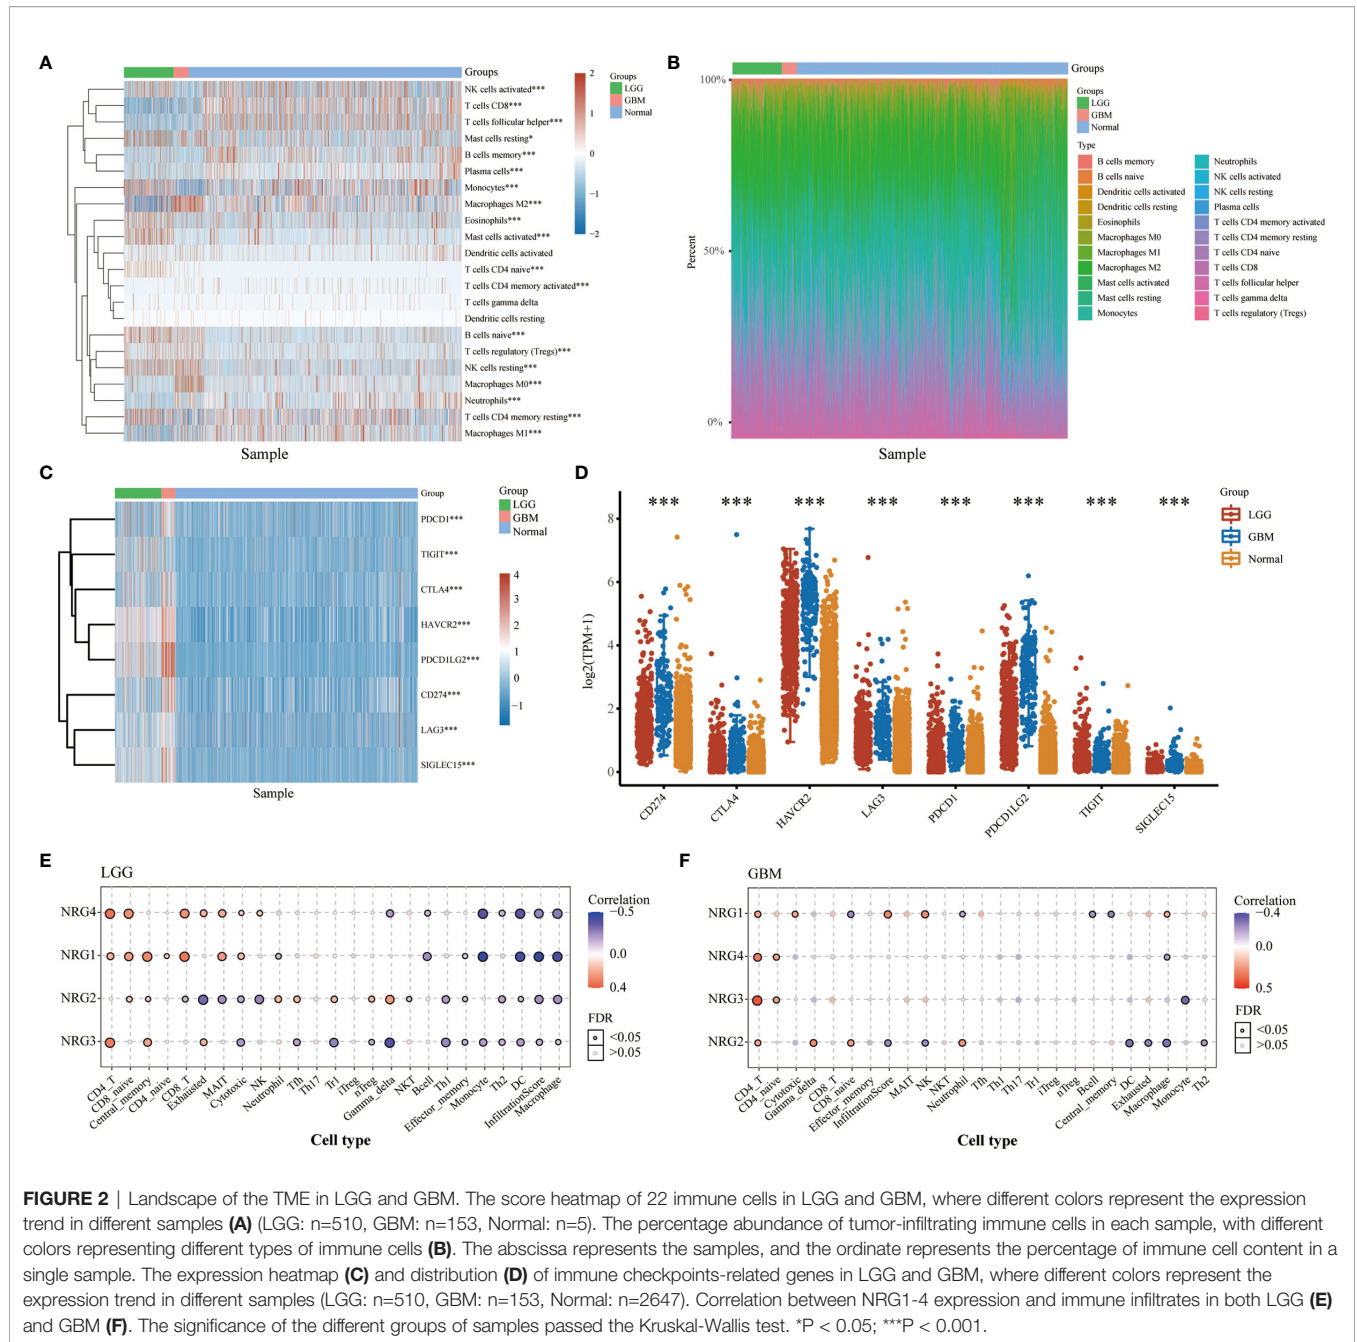 A
Groups
NK cells activated***
T cells CD8***
T cells follicular helper***
Mast cells resting*
B cells memory***
Plasma cells***
Monocytes***
Macrophages M2***
Eosinophils***
Mast cells activated***
Dendritic cells activated
T cells CD4 naive***
T cells CD4 memory activated***
T cells gamma delta
Dendritic cells resting
B cells naive***
T cells regulatory (Tregs)***
NK cells resting***
Macrophages M0***
Neutrophils***
T cells CD4 memory resting***
Macrophages M1***
Sample
2
1
0
−1
−2
Groups
LGG
GBM
Normal
B
Groups
100%
50%
0%
Percent
Sample
Groups
LGG
GBM
Normal
Type
B cells memory
B cells naive
Dendritic cells activated
Dendritic cells resting
Eosinophils
Macrophages M0
Macrophages M1
Macrophages M2
Mast cells activated
Mast cells resting
Monocytes
Neutrophils
NK cells activated
NK cells resting
Plasma cells
T cells CD4 memory activated
T cells CD4 memory resting
T cells CD4 naive
T cells CD8
T cells follicular helper
T cells gamma delta
T cells regulatory (Tregs)
C
Group
PDCD1***
TIGIT***
CTLA4***
HAVCR2***
PDCD1LG2***
CD274***
LAG3***
SIGLEC15***
Sample
Group
LGG
GBM
Normal
4
3
2
1
0
−1
D
*** *** *** *** *** *** *** ***
8
6
4
2
0
log2(TPM+1)
CD274
CTLA4
HAVCR2
LAG3
PDCD1
PDCD1LG2
TIGIT
SIGLEC15
Group
LGG
GBM
Normal
E
LGG
NRG4
NRG1
NRG2
NRG3
CD4_T
CD8_naive
Central_memory
CD4_naive
CD8_T
Exhausted
MAIT
Cytotoxic
NK
Neutrophil
Tfh
Th17
Tr1
iTreg
nTreg
Gamma_delta
NKT
Bcell
Th1
Effector_memory
Monocyte
Th2
DC
InfiltrationScore
Macrophage
Cell type
Correlation
−0.5
0.0
0.4
FDR
<0.05
>0.05
F
GBM
NRG1
NRG4
NRG3
NRG2
CD4_T
CD4_naive
Cytotoxic
Gamma_delta
CD8_T
CD8_naive
Effector_memory
InfiltrationScore
MAIT
NK
NKT
Neutrophil
Tfh
Th1
Th17
Tr1
iTreg
nTreg
Bcell
Central_memory
DC
Exhausted
Macrophage
Monocyte
Th2
Cell type
Correlation
−0.4
0.0
0.5
FDR
<0.05
>0.05
FIGURE 2 | Landscape of the TME in LGG and GBM. The score heatmap of 22 immune cells in LGG and GBM, where different colors represent the expression
trend in different samples (A) (LGG: n=510, GBM: n=153, Normal: n=5). The percentage abundance of tumor-infiltrating immune cells in each sample, with different
colors representing different types of immune cells (B). The abscissa represents the samples, and the ordinate represents the percentage of immune cell content in a
single sample. The expression heatmap (C) and distribution (D) of immune checkpoints-related genes in LGG and GBM, where different colors represent the
expression trend in different samples (LGG: n=510, GBM: n=153, Normal: n=2647). Correlation between NRG1-4 expression and immune infiltrates in both LGG (E)
and GBM (F). The significance of the different groups of samples passed the Kruskal-Wallis test. *P < 0.05; ***P < 0.001.